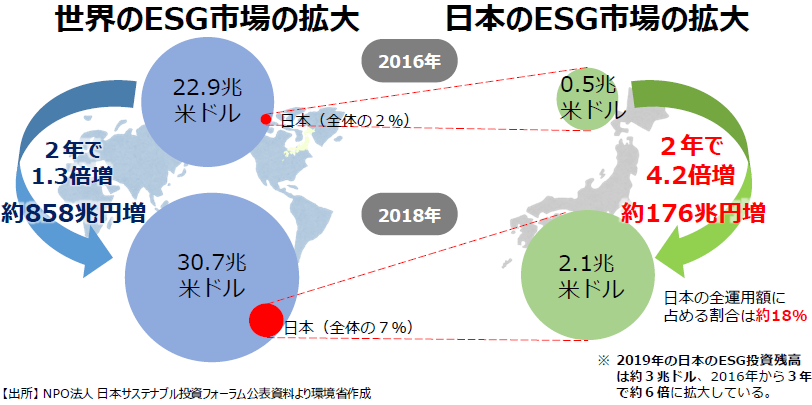 世界のESG市場の拡大
日本のESG市場の拡大
2016年
22.9兆
米ドル
日本（全体の２％）
0.5兆
米ドル
２年で
1.3倍増
約858兆円増
２年で
4.2倍増
約176兆円増
2018年
30.7兆
米ドル
日本（全体の７％）
2.1兆
米ドル
日本の全運用額に
占める割合は約18％
※ 2019年の日本のESG投資残高
は約３兆ドル、2016年から３年
で約６倍に拡大している。
【出所】NPO法人 日本サステナブル投資フォーラム公表資料より環境省作成